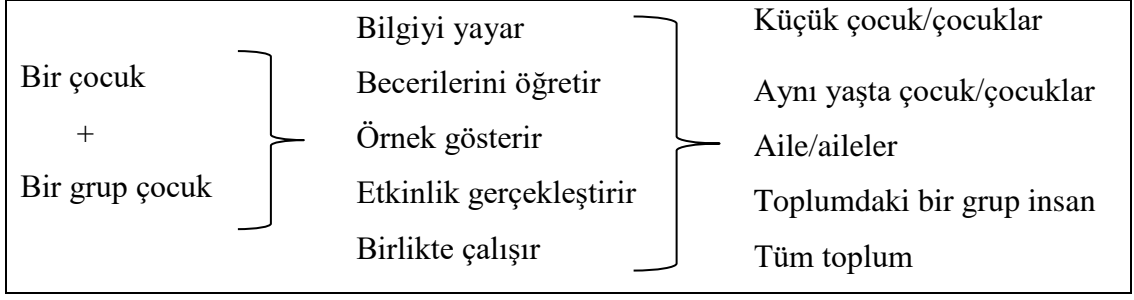 Bir çocuk
+
Bir grup çocuk
Bilgiyi yayar
Becerilerini öğretir
Örnek gösterir
Etkinlik gerçekleştirir
Birlikte çalışır
Küçük çocuk/çocuklar
Aynı yaşta çocuk/çocuklar
Aile/aileler
Toplumdaki bir grup insan
Tüm toplum